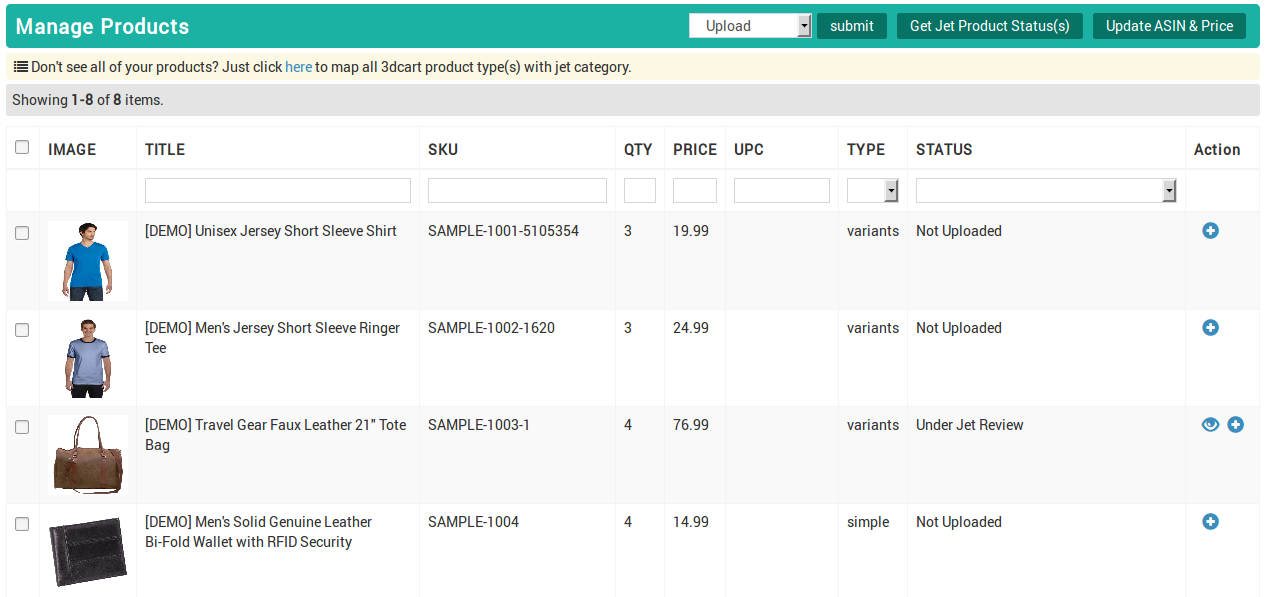 Manage Products Upload submit Get Jet Product Status(s) Update ASIN & Price
Don't see all of your products? Just click here to map all 3dcart product type(s) with jet category.
Showing 1-8 of 8 items.
IMAGE TITLE SKU QTY PRICE UPC TYPE STATUS Action
[DEMO] Unisex Jersey Short Sleeve Shirt SAMPLE-1001-5105354 3 19.99 variants Not Uploaded
[DEMO] Men's Jersey Short Sleeve Ringer SAMPLE-1002-1620 3 24.99 variants Not Uploaded
Tee
[DEMO] Travel Gear Faux Leather 21" Tote SAMPLE-1003-1 4 76.99 variants Under Jet Review
Bag
[DEMO] Men's Solid Genuine Leather SAMPLE-1004 4 14.99 simple Not Uploaded
Bi-Fold Wallet with RFID Security